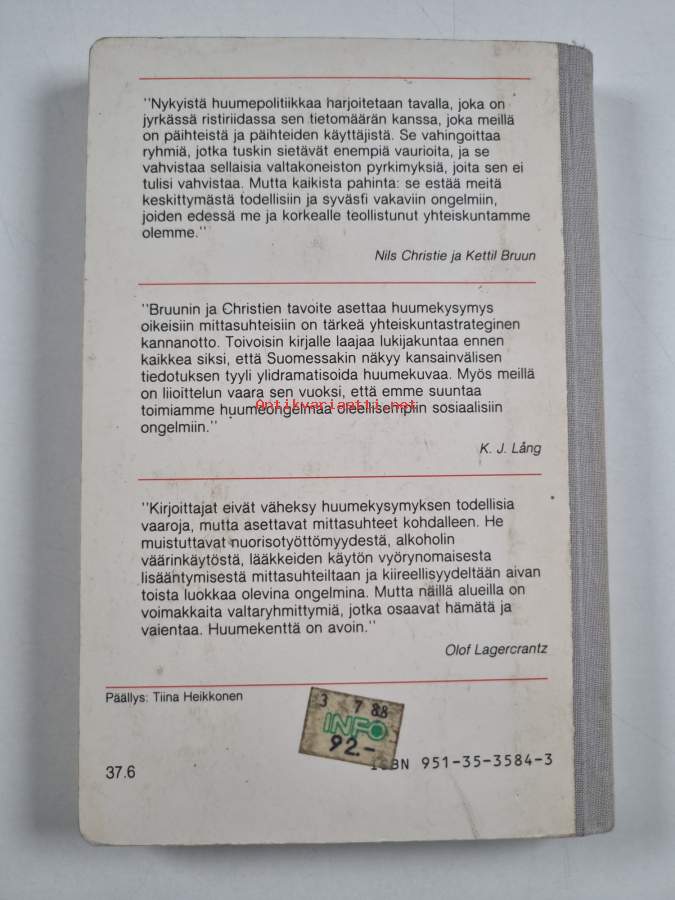 "Nykyistä huumepolitiikkaa harjoitetaan tavalla, joka on
jyrkässä ristiriidassa sen tietomäärän kanssa, joka meillä
on päihteistä ja päihteiden käyttäjistä. Se vahingoittaa
ryhmiä, jotka tuskin sietävät enempiä vaurioita, ja se
vahvistaa sellaisia valtakoneiston pyrkimyksiä, joita sen ei
tulisi vahvistaa. Mutta kaikista pahinta: se estää meitä
keskittymästä todellisiin ja syvästi vakaviin ongelmiin,
joiden edessä me ja korkealle teollistunut yhteiskuntamme
olemme."
Nils Christie ja Kettil Bruun
"Bruunin ja Christien tavoite asettaa huumekysymys
oikeisiin mittasuhteisiin on tärkeä yhteiskuntastrateginen
kannanotto. Toivoisin kirjalle laajaa lukijakuntaa ennen
kaikkea siksi, että Suomessakin näkyy kansainvälisen
tiedotuksen tyyli ylidramatisoida huumekuvaa. Myös meillä
on liioittelun vaara sen vuoksi, että emme suuntaa
toimiamme huumeongelmaa oleellisempiin sosiaalisiin
Antikvariaatti.net
ongelmiin."
K. J. Lång
"Kirjoittajat eivät väheksy huumekysymyksen todellisia
vaaroja, mutta asettavat mittasuhteet kohdalleen. He
muistuttavat nuorisotyöttömyydestä, alkoholin
väärinkäytöstä, lääkkeiden käytön vyörynomaisesta
lisääntymisestä mittasuhteiltaan ja kiireellisyydeltään aivan
toista luokkaa olevina ongelmina. Mutta näillä alueilla on
voimakkaita valtaryhmittymiä, jotka osaavat hämätä ja
vaientaa. Huumekenttä on avoin."
Olof Lagercrantz
Päällys: Tiina Heikkonen
3 7 88
INFO
92.-
ISBN 951-35-3584-3
37.6